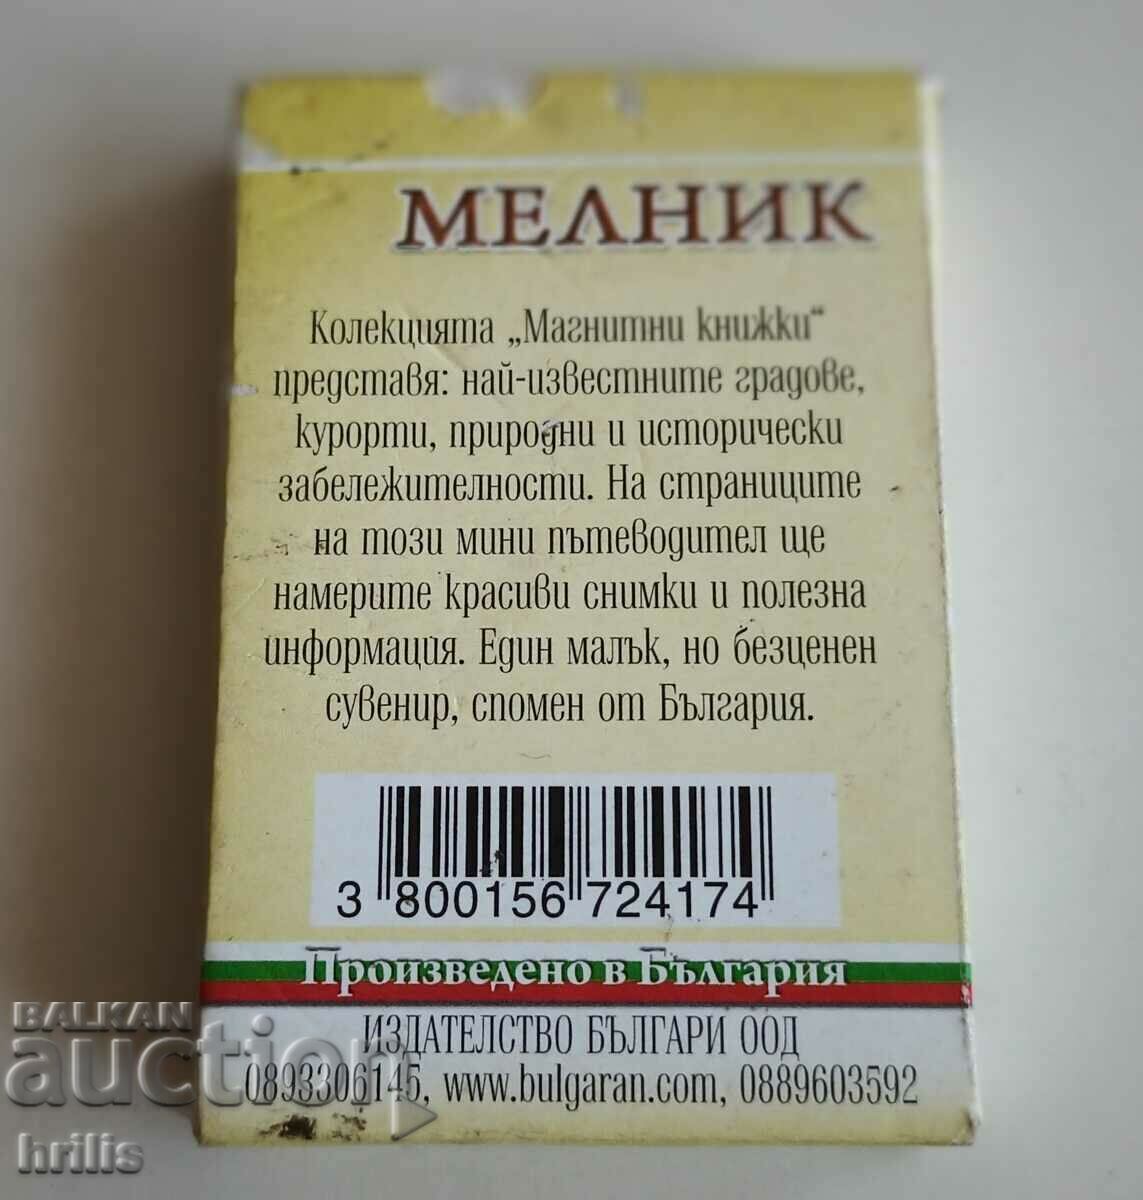 МЕЛНИК
Колекцията „Магнитни книжки“
представя: най-известните градове,
курорти, природни и исторически
забележителности. На страниците
на този мини пътеводител ще
намерите красиви снимки и полезна
информация. Един малък, но безценен
сувенир, спомен от България.
3 800156 724174
Произведено в България
ИЗДАТЕЛСТВО БЪЛГАРИ ООД
0893306145, www.bulgaran.com, 0889603592
BALKAN
auction
hrilis